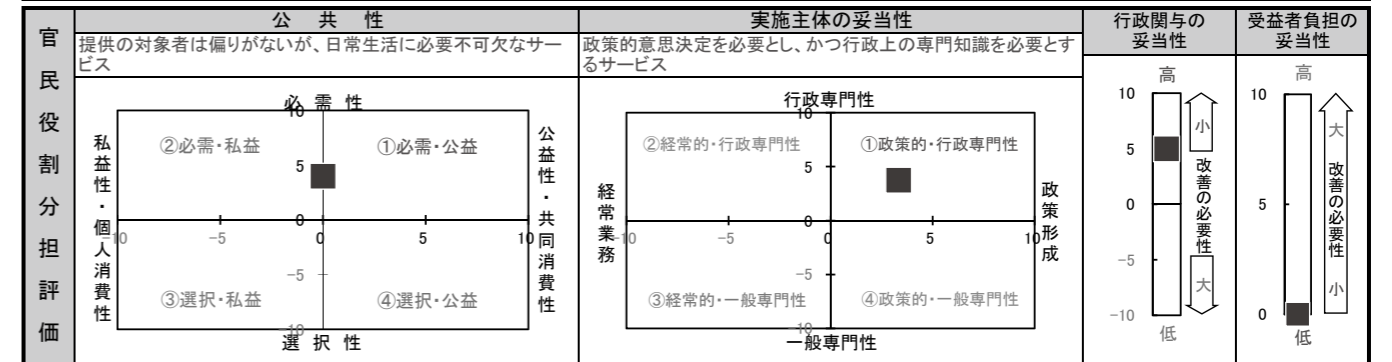 官民役割分担評価
公共性
提供の対象者は偏りがないが、日常生活に必要不可欠なサー
ビス
必需性
10
②必需・私益
①必需・公益
5
私益性・個人消費性
公益性・共同消費性
0
-10
-5
0
5
10
-5
③選択・私益
④選択・公益
-10
選択性
実施主体の妥当性
政策的意思決定を必要とし、かつ行政上の専門知識を必要とす
るサービス
行政専門性
10
②経常的・行政専門性
①政策的・行政専門性
5
経常業務
政策形成
0
-10
-5
0
5
10
-5
③経常的・一般専門性
④政策的・一般専門性
-10
一般専門性
行政関与の
妥当性
高
10
5
0
-5
-10
小
改善の必要性
大
低
受益者負担の
妥当性
高
10
5
0
大
改善の必要性
小
低